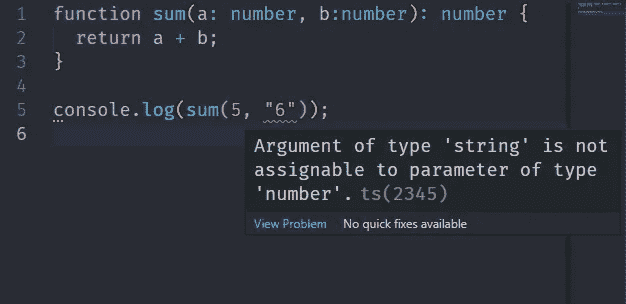 1 function sum(a: number, b:number): number {
2 return a + b;
3 }
4
5 console.log(sum(5, "6"));
6
Argument of type 'string' is not
assignable to parameter of type
'number'. ts(2345)
View Problem No quick fixes available